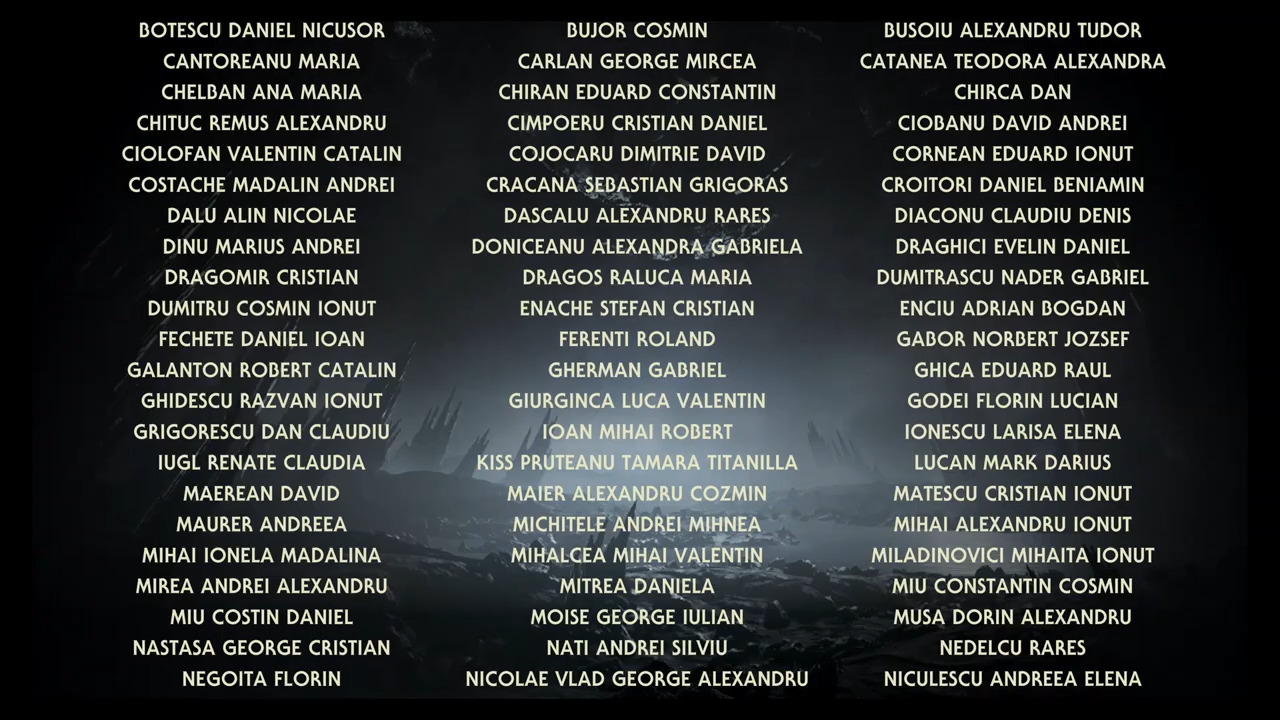 BOTESCU DANIEL NICUSOR BUJOR COSMIN BUSOIU ALEXANDRU TUDOR
CANTOREANU MARIA CARLAN GEORGE MIRCEA CATANEA TEODORA ALEXANDRA
CHELBAN ANA MARIA CHIRAN EDUARD CONSTANTIN CHIRCA DAN
CHITUC REMUS ALEXANDRU CIMPOERU CRISTIAN DANIEL CIOBANU DAVID ANDREI
CIOLOFAN VALENTIN CATALIN COJOCARU DIMITRIE DAVID CORNEAN EDUARD IONUT
COSTACHE MADALIN ANDREI CRACANA SEBASTIAN GRIGORAS CROITORI DANIEL BENIAMIN
DALU ALIN NICOLAE DASCALU ALEXANDRU RARES DIACONU CLAUDIU DENIS
DINU MARIUS ANDREI DONICEANU ALEXANDRA GABRIELA DRAGHICI EVELIN DANIEL
DRAGOMIR CRISTIAN DRAGOS RALUCA MARIA DUMITRASCU NADER GABRIEL
DUMITRU COSMIN IONUT ENACHE STEFAN CRISTIAN ENCIU ADRIAN BOGDAN
FECHETE DANIEL IOAN FERENTI ROLAND GABOR NORBERT JOZSEF
GALANTON ROBERT CATALIN GHERMAN GABRIEL GHICA EDUARD RAUL
GHIDESCU RAZVAN IONUT GIURGINCA LUCA VALENTIN GODEI FLORIN LUCIAN
GRIGORESCU DAN CLAUDIU IOAN MIHAI ROBERT IONESCU LARISA ELENA
IUGL RENATE CLAUDIA KISS PRUTEANU TAMARA TITANILLA LUCAN MARK DARIUS
MAEREAN DAVID MAIER ALEXANDRU COZMIN MATESCU CRISTIAN IONUT
MAURER ANDREEA MICHITELE ANDREI MIHNEA MIHAI ALEXANDRU IONUT
MIHAI IONELA MADALINA MIHALCEA MIHAI VALENTIN MILADINOVICI MIHAITA IONUT
MIREA ANDREI ALEXANDRU MITREA DANIELA MIU CONSTANTIN COSMIN
MIU COSTIN DANIEL MOISE GEORGE IULIAN MUSA DORIN ALEXANDRU
NASTASA GEORGE CRISTIAN NATI ANDREI SILVIU NEDELCU RARES
NEGOITA FLORIN NICOLAE VLAD GEORGE ALEXANDRU NICULESCU ANDREEA ELENA